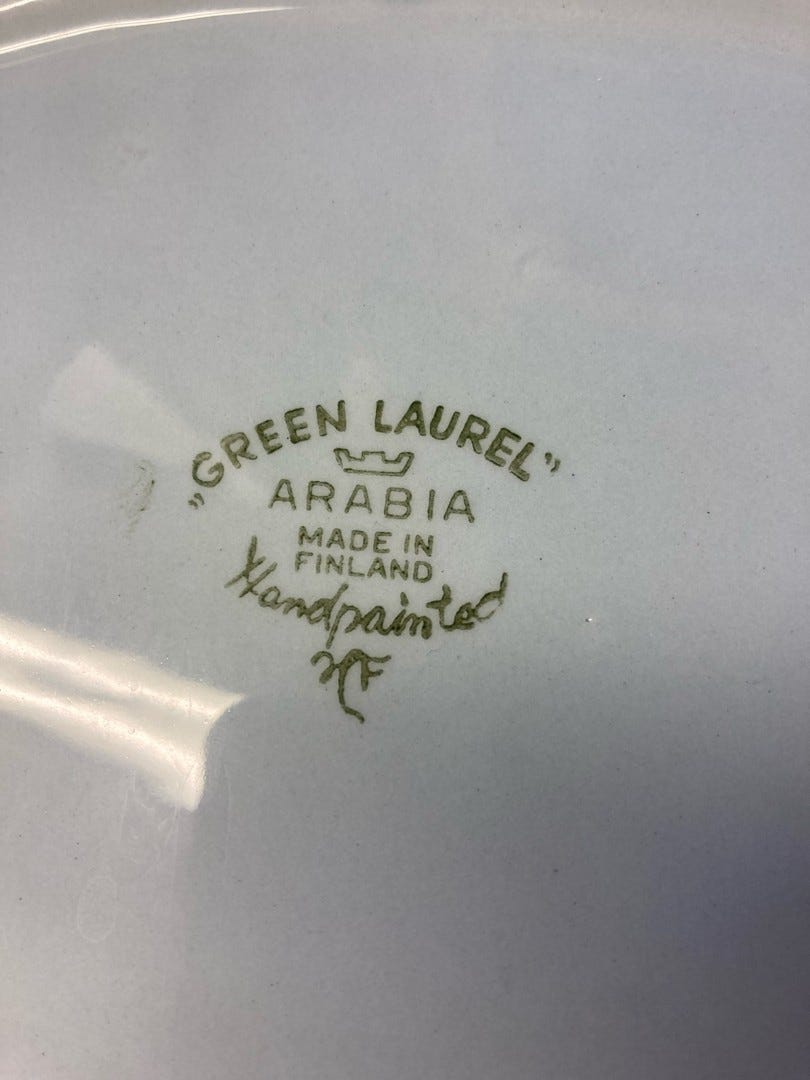 „GREEN LAUREL”
ARABIA
MADE IN
FINLAND
Handpainted